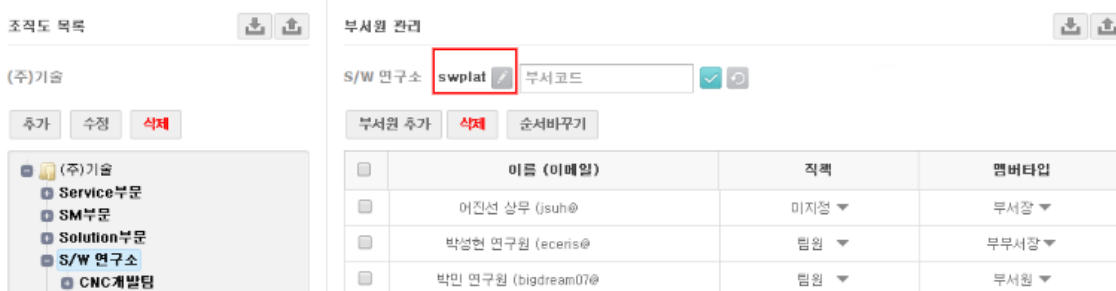 조직도 목록
(주)기술
추가 수정 삭제
(주)기술
Service부문
SM부문
Solution부문
S/W 연구소
CNC개발팀
부서원 관리
S/W 연구소 swplat 부서코드
부서원 추가 삭제 순서바꾸기
이름 (이메일) 직책 멤버타입
어진선 상무 (jsuh@ 미지정 부서장
박성현 연구원 (eceris@ 팀원 부부서장
박민 연구원 (bigdream07@ 팀원 부서원